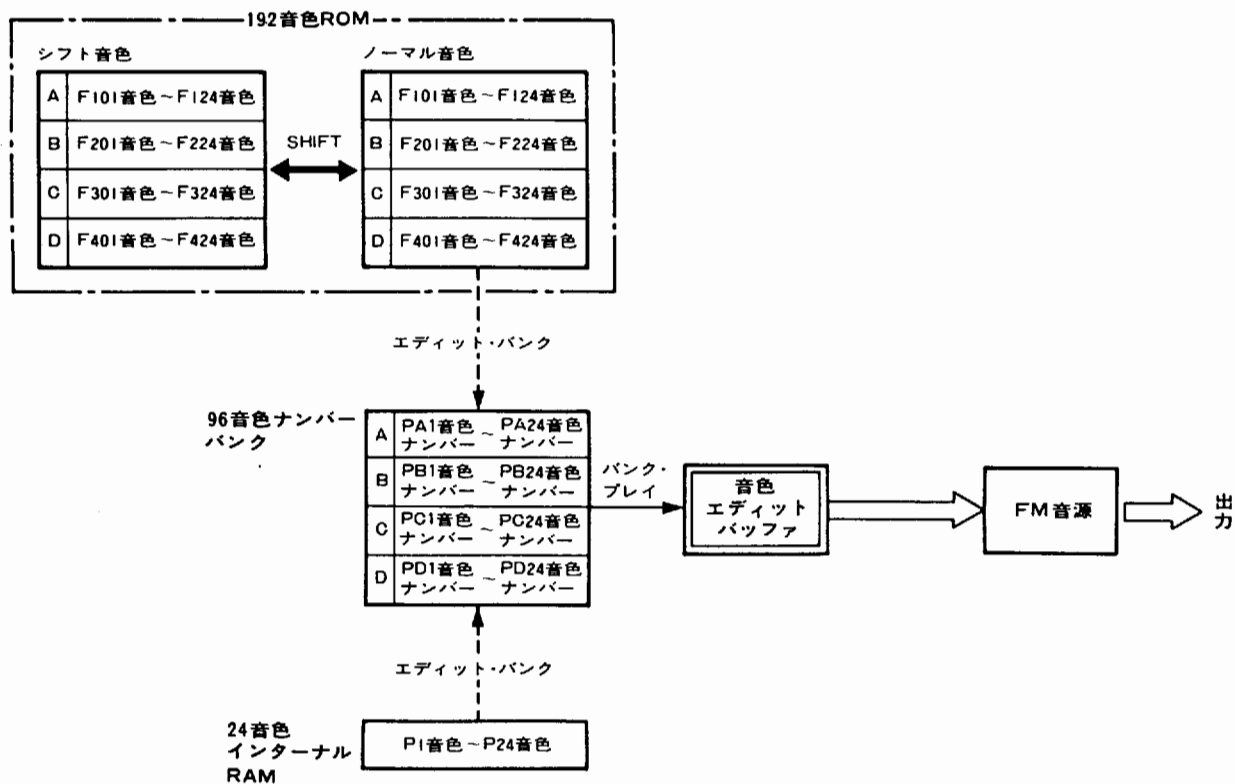 192音色ROM
シフト音色
A F101音色~F124音色
B F201音色~F224音色
C F301音色~F324音色
D F401音色~F424音色
SHIFT
ノーマル音色
A F101音色~F124音色
B F201音色~F224音色
C F301音色~F324音色
D F401音色~F424音色
エディット・バンク
96音色ナンバー
バンク
A PA1音色 ~ PA24音色
ナンバー ナンバー
B PB1音色 ~ PB24音色
ナンバー ナンバー
C PC1音色 ~ PC24音色
ナンバー ナンバー
D PD1音色 ~ PD24音色
ナンバー ナンバー
バンク・
プレイ
音色
エディット
バッファ
FM音源
出力
エディット・バンク
24音色
インターナル
RAM
P1音色~P24音色